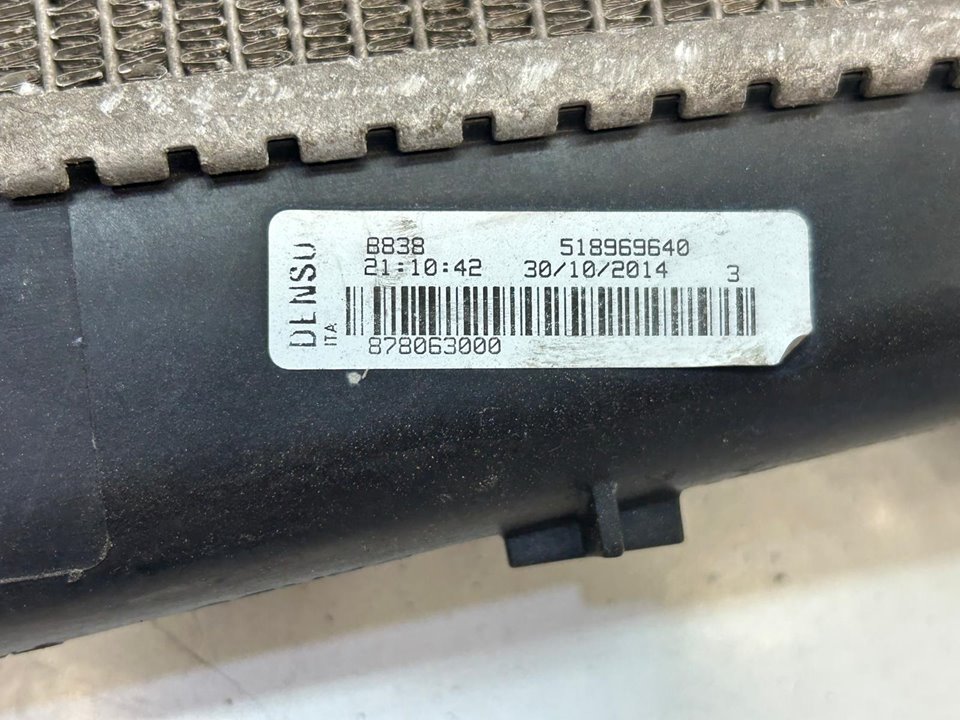 DENSO
ITA
B838 518969640
21:10:42 30/10/2014 3
878063000